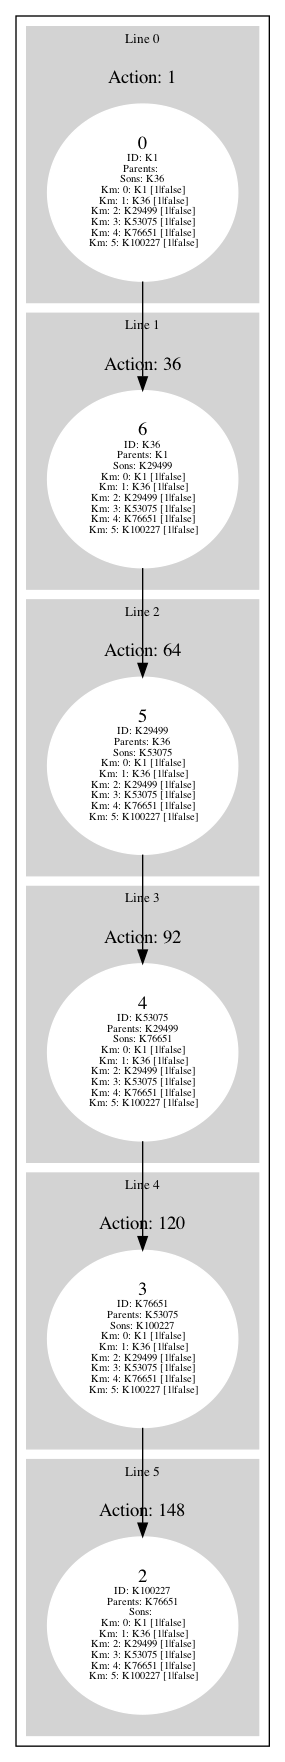 Line 0
Action: 1
0
ID: K1
Parents:
Sons: K36
Km: 0: K1 [1|false]
Km: 1: K36 [1|false]
Km: 2: K29499 [1|false]
Km: 3: K53075 [1|false]
Km: 4: K76651 [1|false]
Km: 5: K100227 [1|false]
Line 1
Action: 36
6
ID: K36
Parents: K1
Sons: K29499
Km: 0: K1 [1|false]
Km: 1: K36 [1|false]
Km: 2: K29499 [1|false]
Km: 3: K53075 [1|false]
Km: 4: K76651 [1|false]
Km: 5: K100227 [1|false]
Line 2
Action: 64
5
ID: K29499
Parents: K36
Sons: K53075
Km: 0: K1 [1|false]
Km: 1: K36 [1|false]
Km: 2: K29499 [1|false]
Km: 3: K53075 [1|false]
Km: 4: K76651 [1|false]
Km: 5: K100227 [1|false]
Line 3
Action: 92
4
ID: K53075
Parents: K29499
Sons: K76651
Km: 0: K1 [1|false]
Km: 1: K36 [1|false]
Km: 2: K29499 [1|false]
Km: 3: K53075 [1|false]
Km: 4: K76651 [1|false]
Km: 5: K100227 [1|false]
Line 4
Action: 120
3
ID: K76651
Parents: K53075
Sons: K100227
Km: 0: K1 [1|false]
Km: 1: K36 [1|false]
Km: 2: K29499 [1|false]
Km: 3: K53075 [1|false]
Km: 4: K76651 [1|false]
Km: 5: K100227 [1|false]
Line 5
Action: 148
2
ID: K100227
Parents: K76651
Sons:
Km: 0: K1 [1|false]
Km: 1: K36 [1|false]
Km: 2: K29499 [1|false]
Km: 3: K53075 [1|false]
Km: 4: K76651 [1|false]
Km: 5: K100227 [1|false]